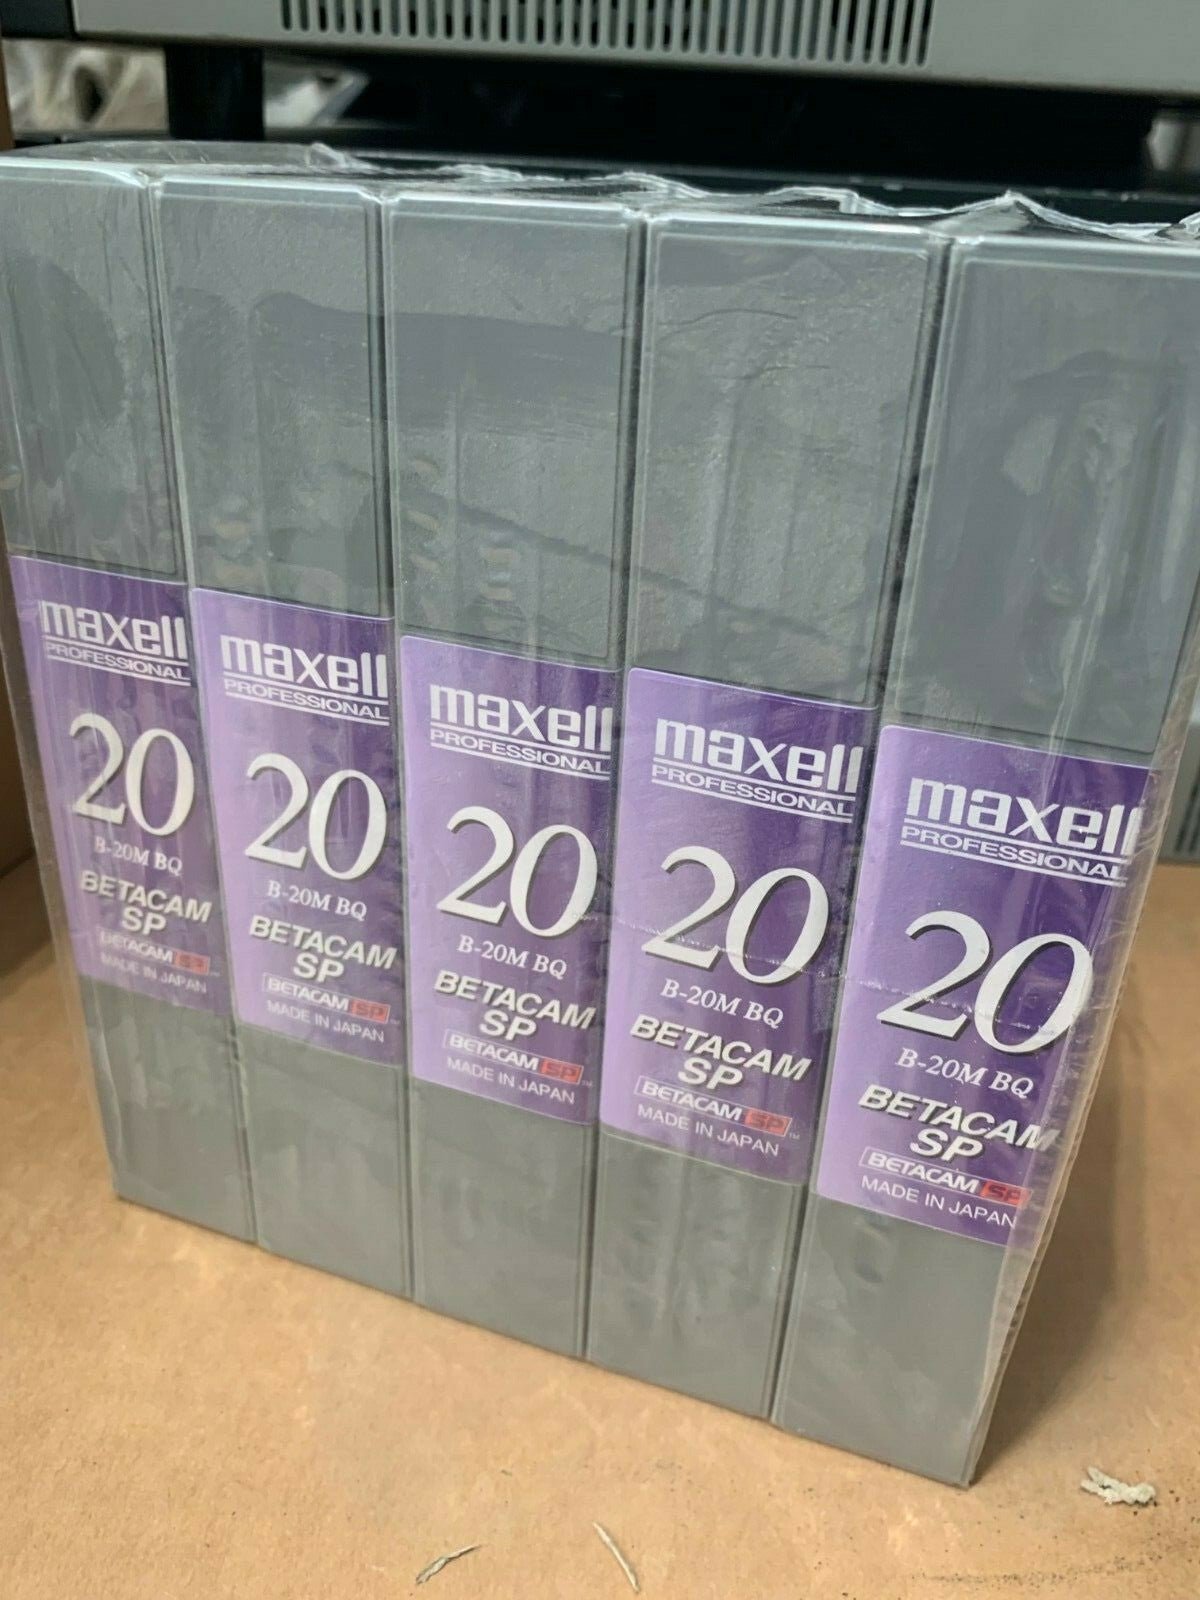 maxell
PROFESSIONAL
20
B-20M BQ
BETACAM
SP
BETACAM SP
MADE IN JAPAN
maxell
PROFESSIONAL
20
B-20M BQ
BETACAM
SP
BETACAM SP™
MADE IN JAPAN
maxell
PROFESSIONAL
20
B-20M BQ
BETACAM
SP
BETACAM SP™
MADE IN JAPAN
maxell
PROFESSIONAL
20
B-20M BQ
BETACAM
SP
BETACAM SP™
MADE IN JAPAN
maxell
PROFESSIONAL
20
B-20M BQ
BETACAM
SP
BETACAM SP
MADE IN JAPAN